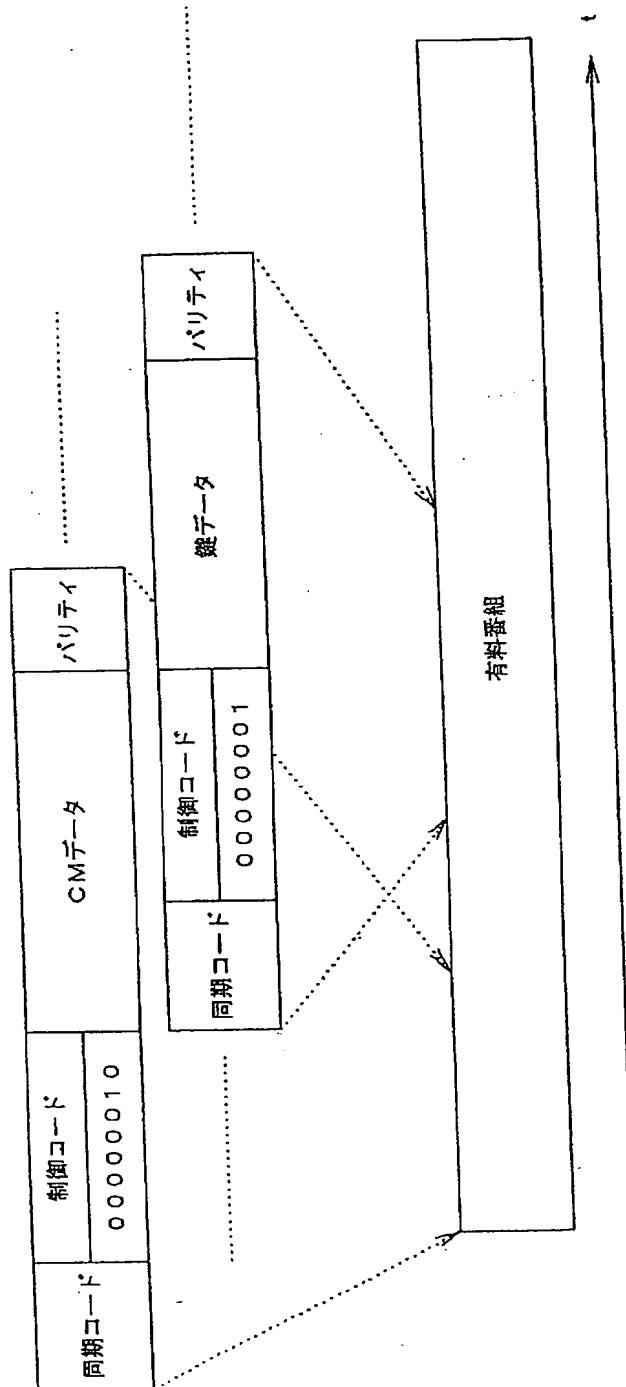 同期コード
制御コード
00000010
CMデータ
パリティ
同期コード
制御コード
00000001
鍵データ
パリティ
有料番組
t